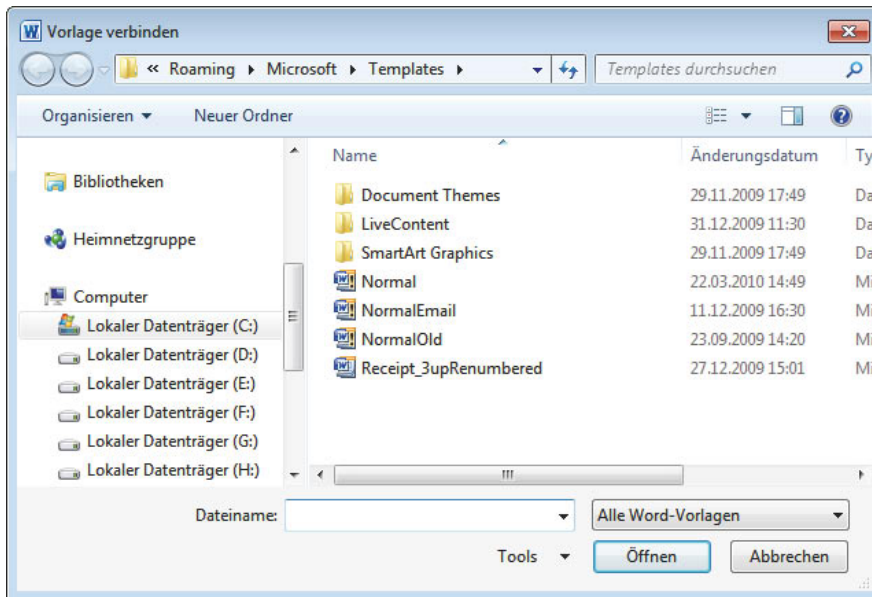 Vorlage verbinden
« Roaming Microsoft Templates Templates durchsuchen
Organisieren Neuer Ordner
Name Änderungsdatum Ty
Bibliotheken
Heimnetzgruppe
Computer
Lokaler Datenträger (C:)
Lokaler Datenträger (D:)
Lokaler Datenträger (E:)
Lokaler Datenträger (F:)
Lokaler Datenträger (G:)
Lokaler Datenträger (H:)
Document Themes 29.11.2009 17:49 Da
LiveContent 31.12.2009 11:30 Da
SmartArt Graphics 29.11.2009 17:49 Da
Normal 22.03.2010 14:49 Mi
NormalEmail 11.12.2009 16:30 Mi
NormalOld 23.09.2009 14:20 Mi
Receipt_3upRenumbered 27.12.2009 15:01 Mi
Dateiname: Alle Word-Vorlagen
Tools Öffnen Abbrechen